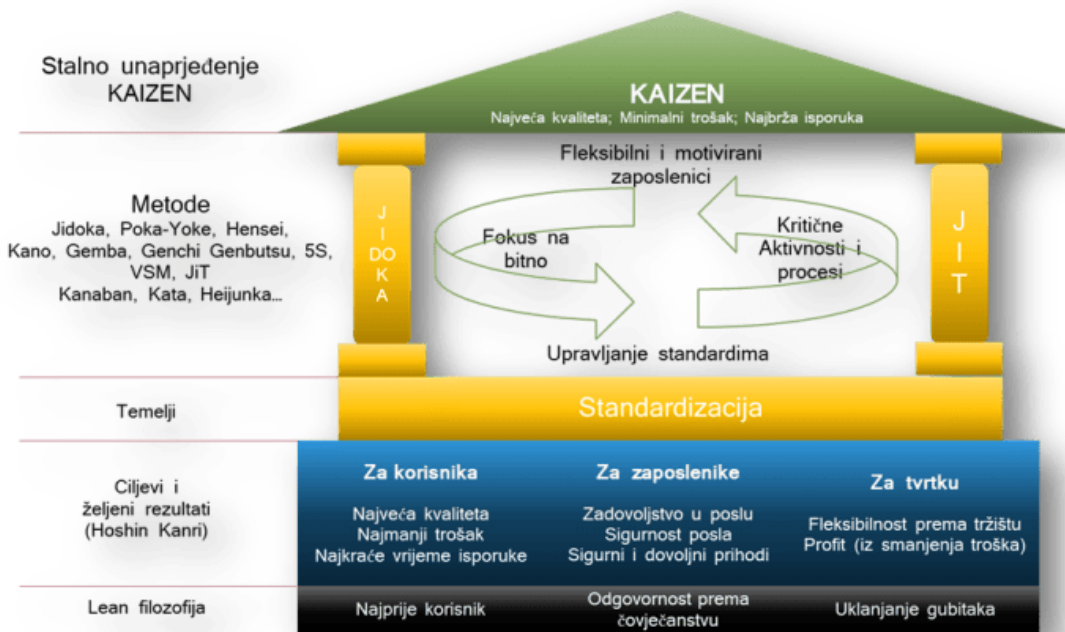 Stalno unaprjeđenje
KAIZEN
KAIZEN
Najveća kvaliteta; Minimalni trošak; Najbrža isporuka
Metode
Jidoka, Poka-Yoke, Hensei,
Kano, Gemba, Genchi Genbutsu, 5S,
VSM, JiT
Kanaban, Kata, Heijunka...
JIDOKA
Fleksibilni i motivirani
zaposlenici
Fokus na
bitno
Kritične
Aktivnosti i
procesi
Upravljanje standardima
JIT
Temelji
Standardizacija
Ciljevi i
željeni rezultati
(Hoshin Kanri)
Za korisnika
Najveća kvaliteta
Najmanji trošak
Najkraće vrijeme isporuke
Za zaposlenike
Zadovoljstvo u poslu
Sigurnost posla
Sigurni i dovoljni prihodi
Za tvrtku
Fleksibilnost prema tržištu
Profit (iz smanjenja troška)
Lean filozofija
Najprije korisnik
Odgovornost prema
čovječanstvu
Uklanjanje gubitaka